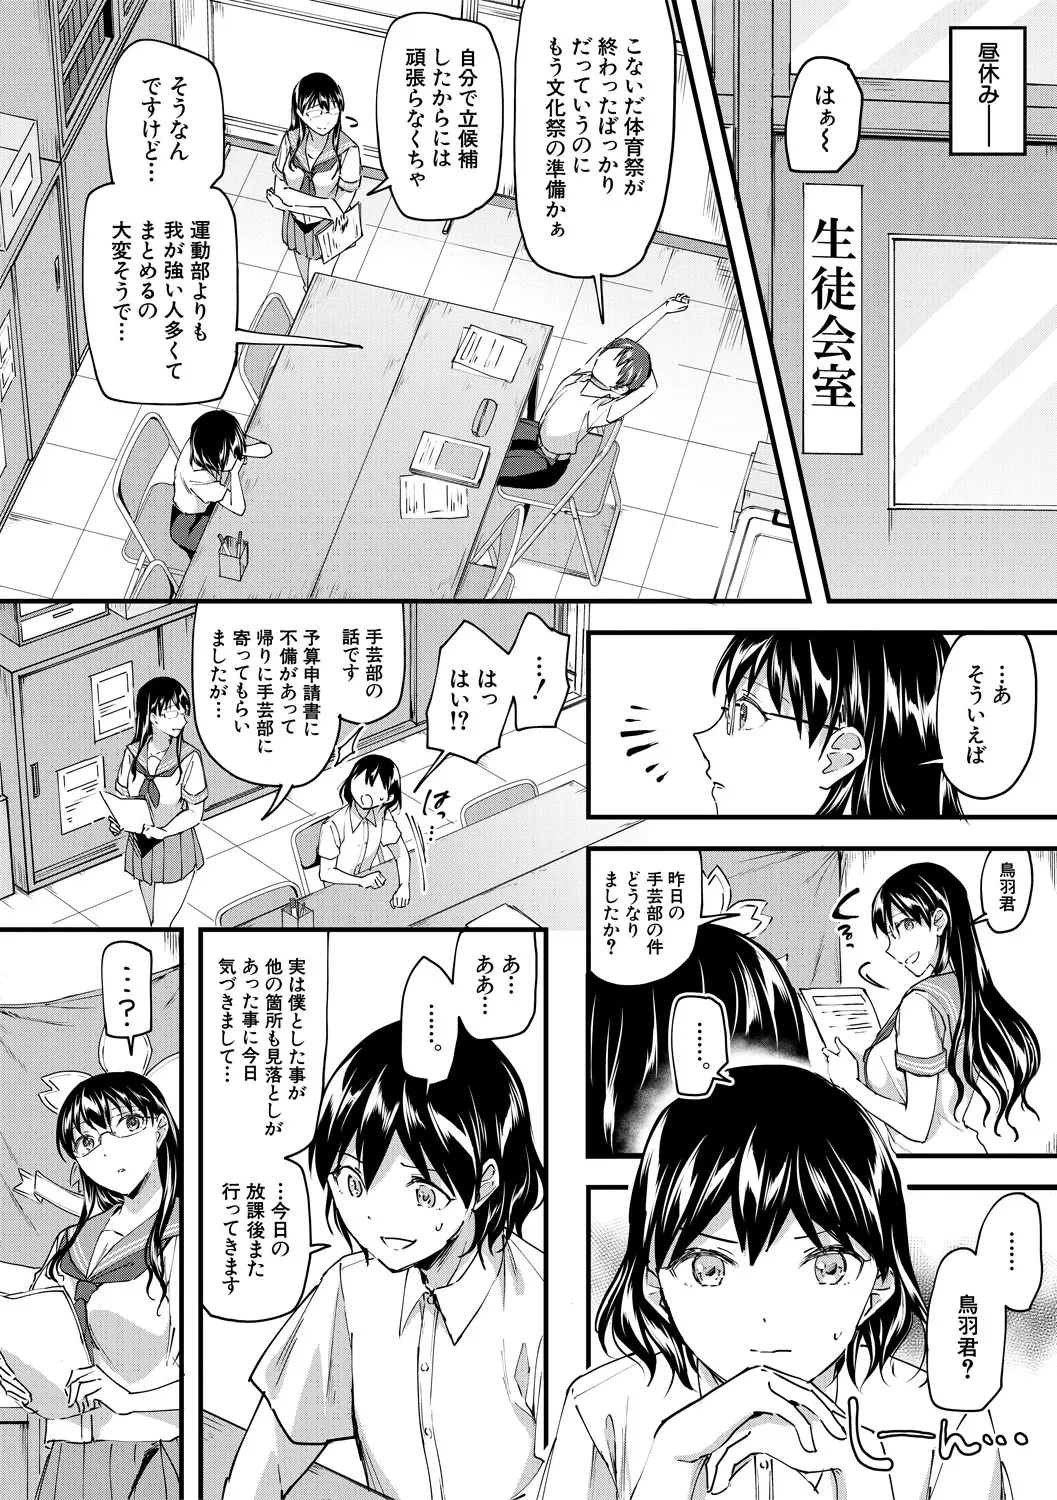 昼休み―
はぁ～
生徒会室
こないだ体育祭が
終わったばっかり
だっていうのに
もう文化祭の準備かぁ
自分で立候補
したからには
頑張らなくちゃ
そうなん
ですけど…
運動部よりも
我が強い人多くて
まとめるの
大変そうで…
…あ
そういえば
鳥羽君
昨日の
手芸部の件
どうなり
ましたか?
くるっ
……。
……
鳥羽君?
しーん…
…!
はっ
はい!?
はっ…
手芸部の
話です
予算申請書に
不備があって
帰りに手芸部に
寄ってもらい
ましたが…
あ…
ああ…
……。
実は僕とした事が
他の箇所も見落としが
あった事に今日
気づきまして…
…今日の
放課後また
行ってきます
…?